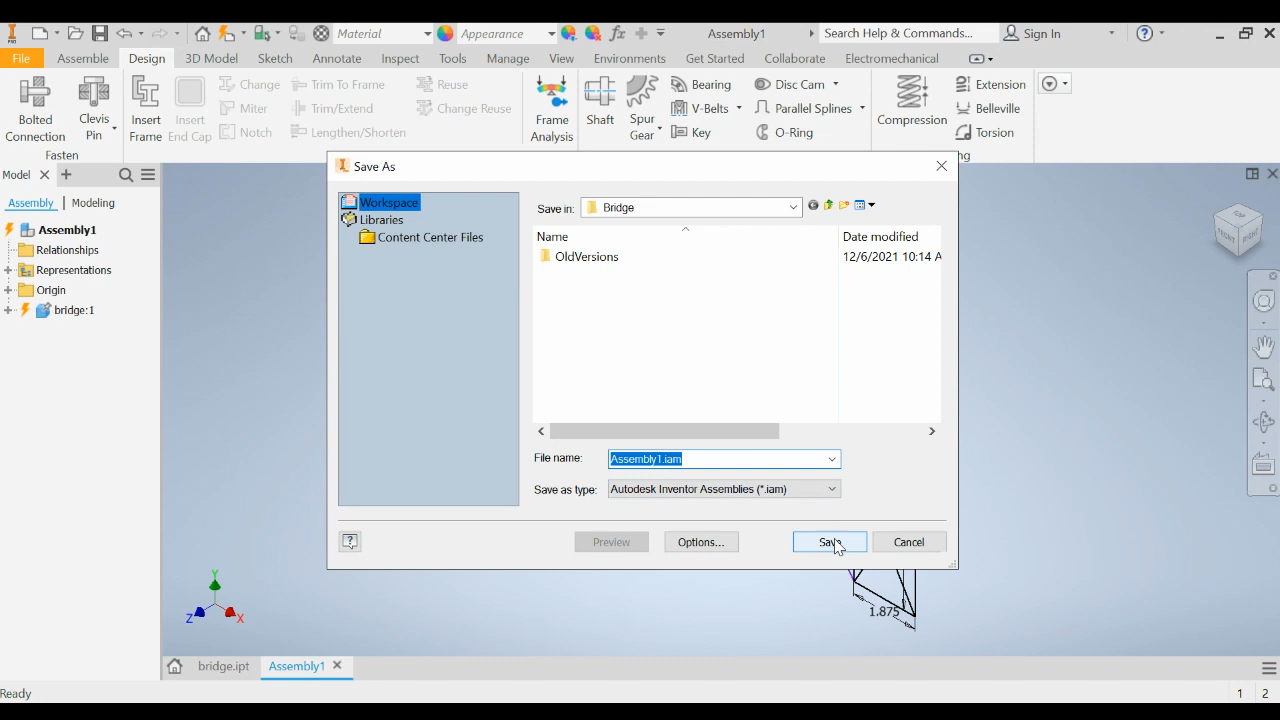 Material
Appearance
fx
Assembly1
Search Help & Commands...
Sign In
File
Assemble
Design
3D Model
Sketch
Annotate
Inspect
Tools
Manage
View
Environments
Get Started
Collaborate
Electromechanical
Bolted Connection
Clevis Pin
Insert Frame
Insert End Cap
Change
Miter
Notch
Trim To Frame
Trim/Extend
Lengthen/Shorten
Reuse
Change Reuse
Frame Analysis
Shaft
Spur Gear
Bearing
V-Belts
Key
Disc Cam
Parallel Splines
O-Ring
Compression
Extension
Belleville
Torsion
Fasten
ng
Model
Assembly
Modeling
Assembly1
Relationships
Representations
Origin
bridge:1
Save As
Workspace
Libraries
Content Center Files
Save in:
Bridge
Name
Date modified
OldVersions
12/6/2021 10:14 A
File name:
Assembly1.iam
Save as type:
Autodesk Inventor Assemblies (*.iam)
Preview
Options...
Save
Cancel
TOP
FRONT
RIGHT
Y
Z
X
1.875
bridge.ipt
Assembly1
Ready
1
2